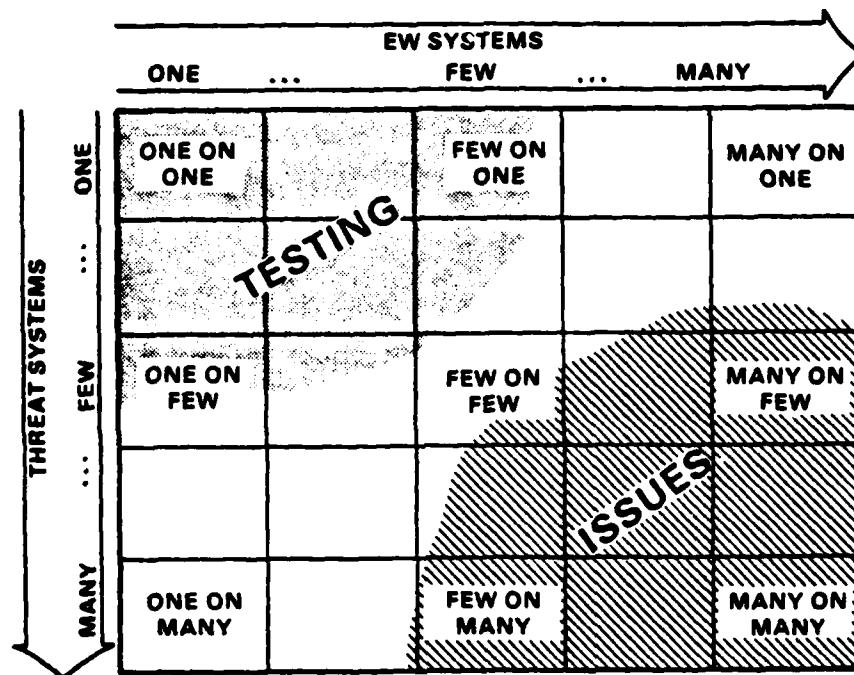 EW SYSTEMS
ONE ... FEW ... MANY
THREAT SYSTEMS
ONE ... FEW ... MANY
ONE ON
ONE
FEW ON
ONE
MANY ON
ONE
TESTING
ONE ON
FEW
FEW ON
FEW
MANY ON
FEW
ISSUES
ONE ON
MANY
FEW ON
MANY
MANY ON
MANY